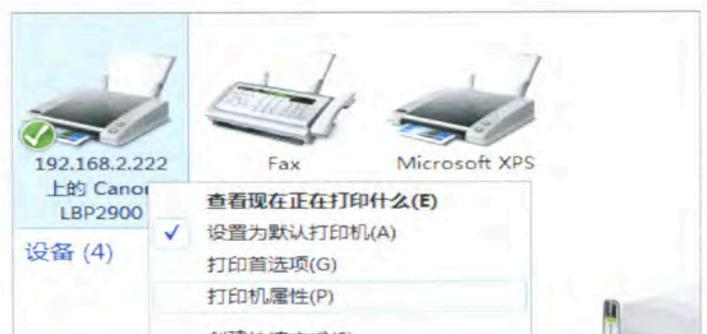 192.168.2.222
上的 Canon
LBP2900
Fax
Microsoft XPS
查看现在正在打印什么(E)
✓ 设置为默认打印机(A)
打印首选项(G)
打印机属性(P)
设备 (4)